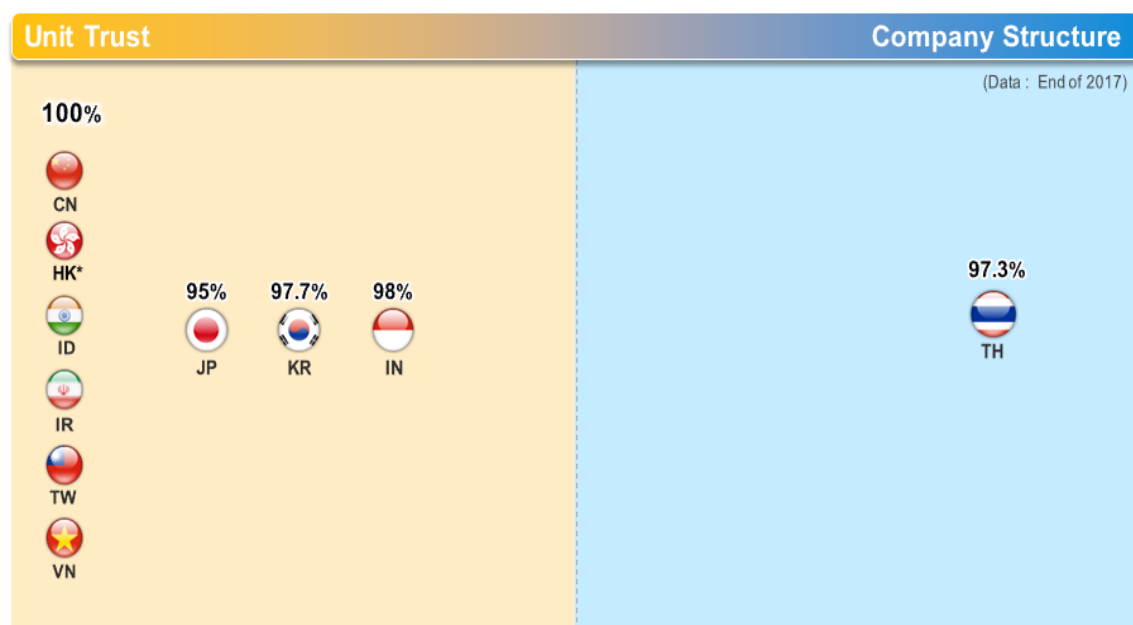 Unit Trust
Company Structure
(Data : End of 2017)
100%
CN
HK*
ID
IR
TW
VN
95%
JP
97.7%
KR
98%
IN
97.3%
TH